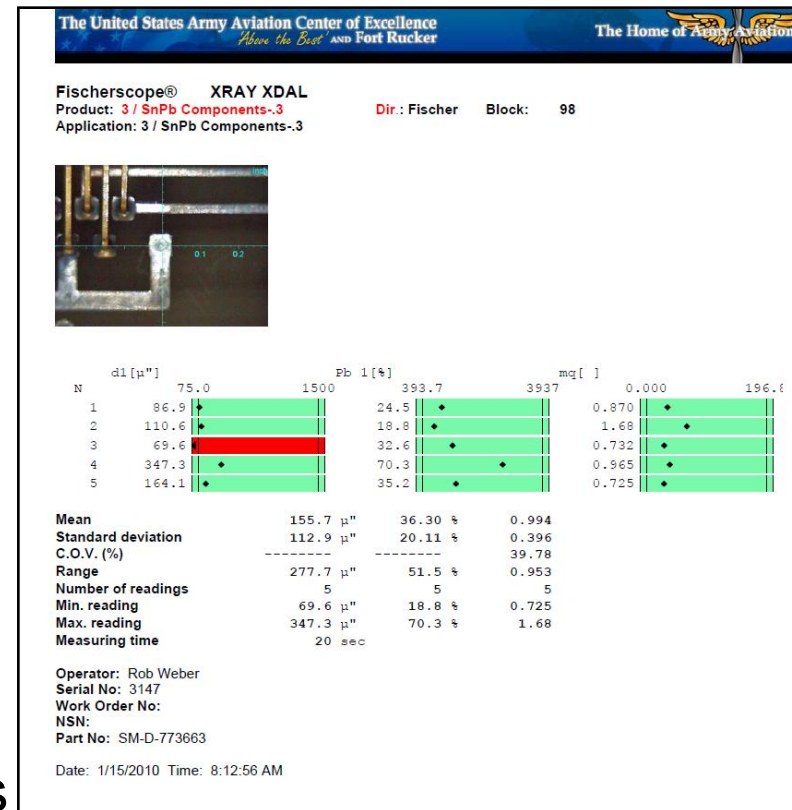 The United States Army Aviation Center of Excellence
'Above the Best' AND Fort Rucker
The Home of Army Aviation
Fischerscope® XRAY XDAL
Product: 3 / SnPb Components-.3 Dir.: Fischer Block: 98
Application: 3 / SnPb Components-.3
0.1 0.2
d1[µ"] Pb 1[%] mq[ ]
N 75.0 1500 393.7 3937 0.000 196.8
1 86.9 24.5 0.870
2 110.6 18.8 1.68
3 69.6 32.6 0.732
4 347.3 70.3 0.965
5 164.1 35.2 0.725
Mean 155.7 µ" 36.30 % 0.994
Standard deviation 112.9 µ" 20.11 % 0.396
C.O.V. (%) -------- -------- 39.78
Range 277.7 µ" 51.5 % 0.953
Number of readings 5 5 5
Min. reading 69.6 µ" 18.8 % 0.725
Max. reading 347.3 µ" 70.3 % 1.68
Measuring time 20 sec
Operator: Rob Weber
Serial No: 3147
Work Order No:
NSN:
Part No: SM-D-773663
Date: 1/15/2010 Time: 8:12:56 AM
s